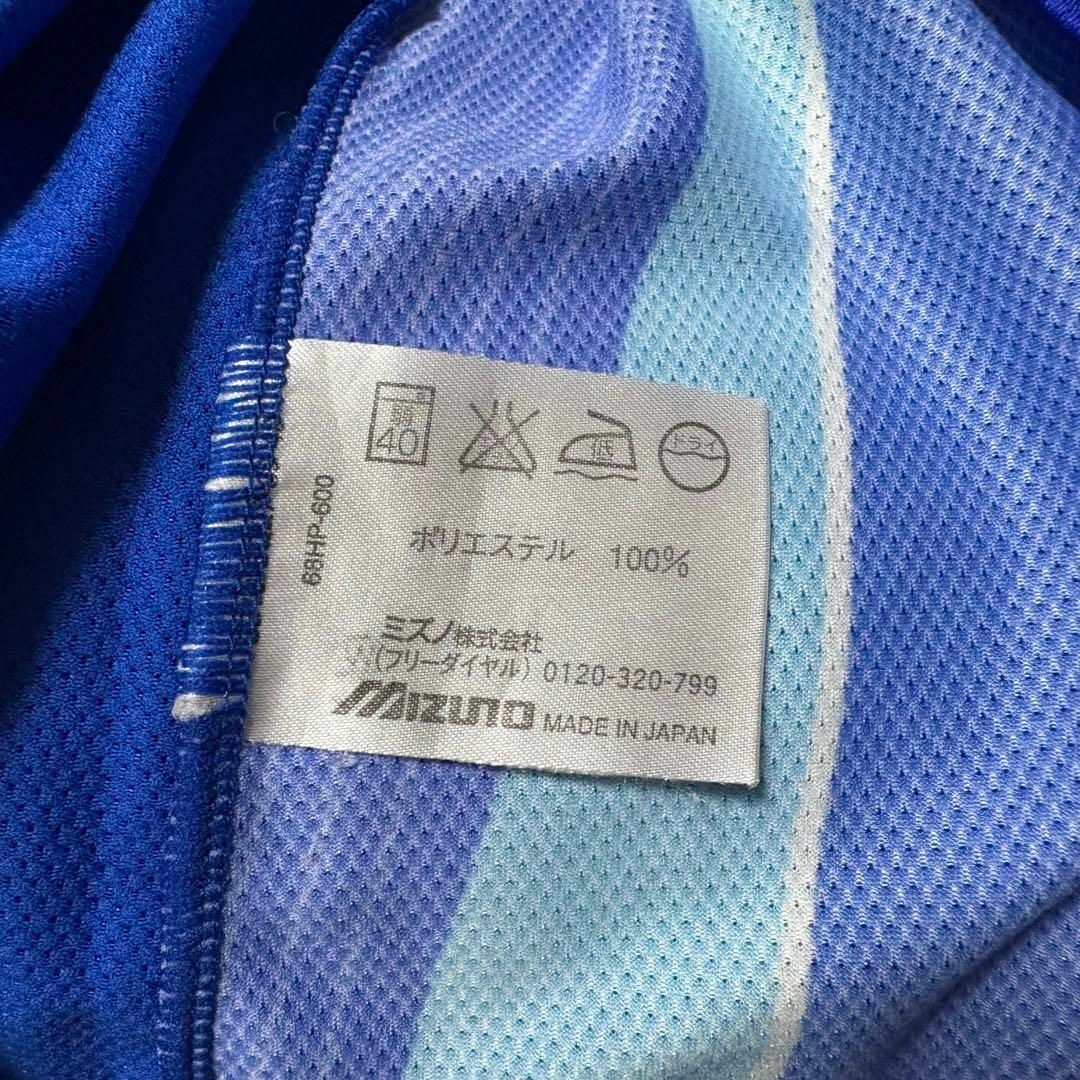 弱
40
低
ドライ
68HP-600
ポリエステル 100%
ミズノ株式会社
(フリーダイヤル) 0120-320-799
MIZUNO MADE IN JAPAN